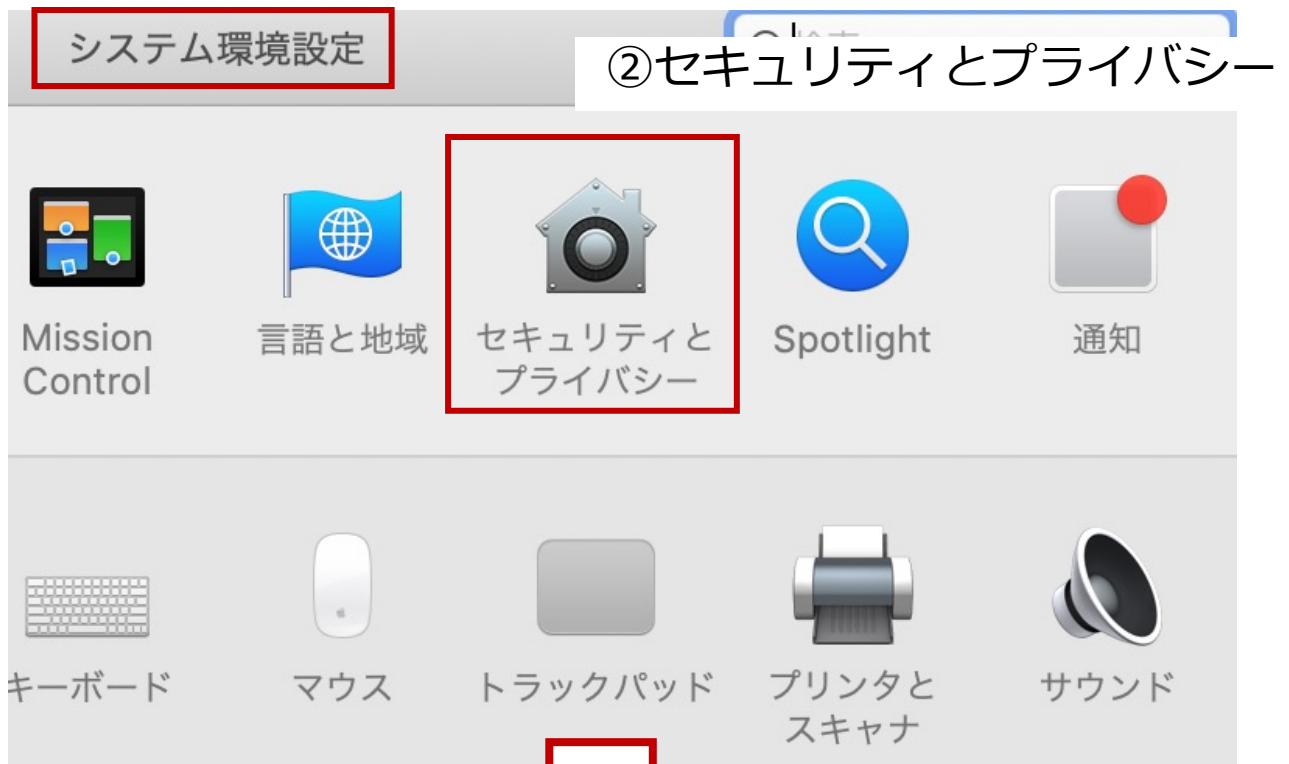 システム環境設定
②セキュリティとプライバシー
Mission
Control
言語と地域
セキュリティと
プライバシー
Spotlight
通知
キーボード
マウス
トラックパッド
プリンタと
スキャナ
サウンド